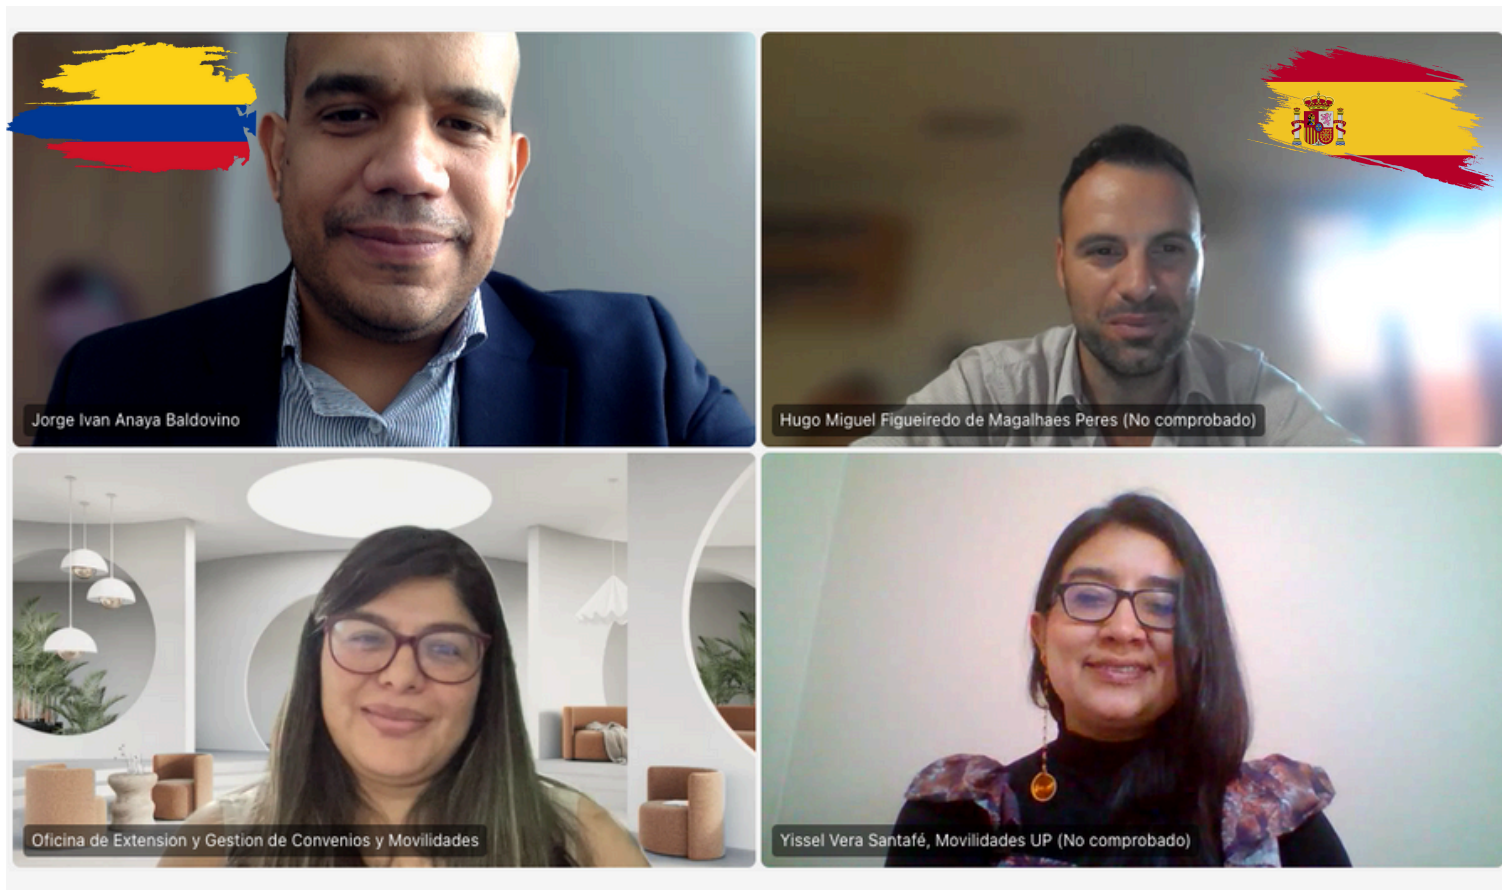 Jorge Ivan Anaya Baldovino
Hugo Miguel Figueiredo de Magalhaes Peres (No comprobado)
Oficina de Extension y Gestion de Convenios y Movilidades
Yissel Vera Santafé, Movilidades UP (No comprobado)